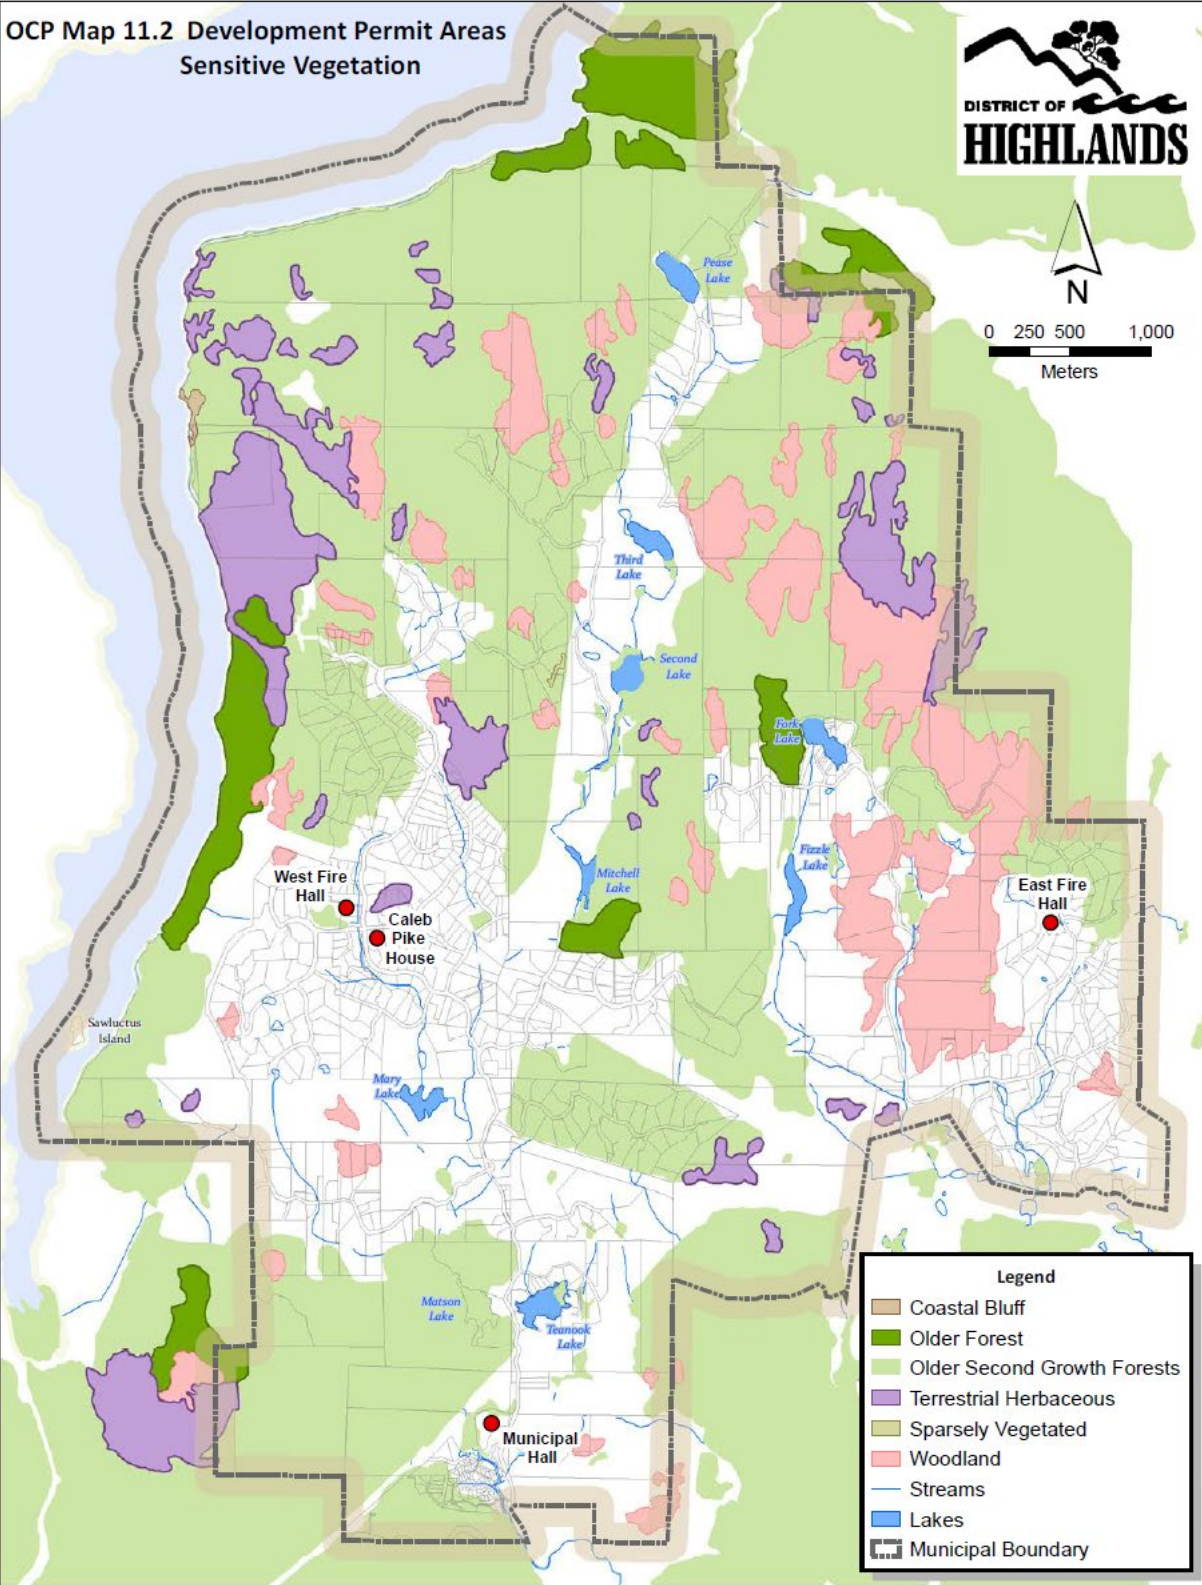 OCP Map 11.2 Development Permit Areas
Sensitive Vegetation
DISTRICT OF
HIGHLANDS
N
0 250 500 1,000
Meters
Pease
Lake
Third
Lake
Second
Lake
Fork
Lake
Fizzle
Lake
Mitchell
Lake
West Fire
Hall
Caleb
Pike
House
East Fire
Hall
Sawluctus
Island
Mary
Lake
Matson
Lake
Teanook
Lake
Municipal
Hall
Legend
Coastal Bluff
Older Forest
Older Second Growth Forests
Terrestrial Herbaceous
Sparsely Vegetated
Woodland
Streams
Lakes
Municipal Boundary